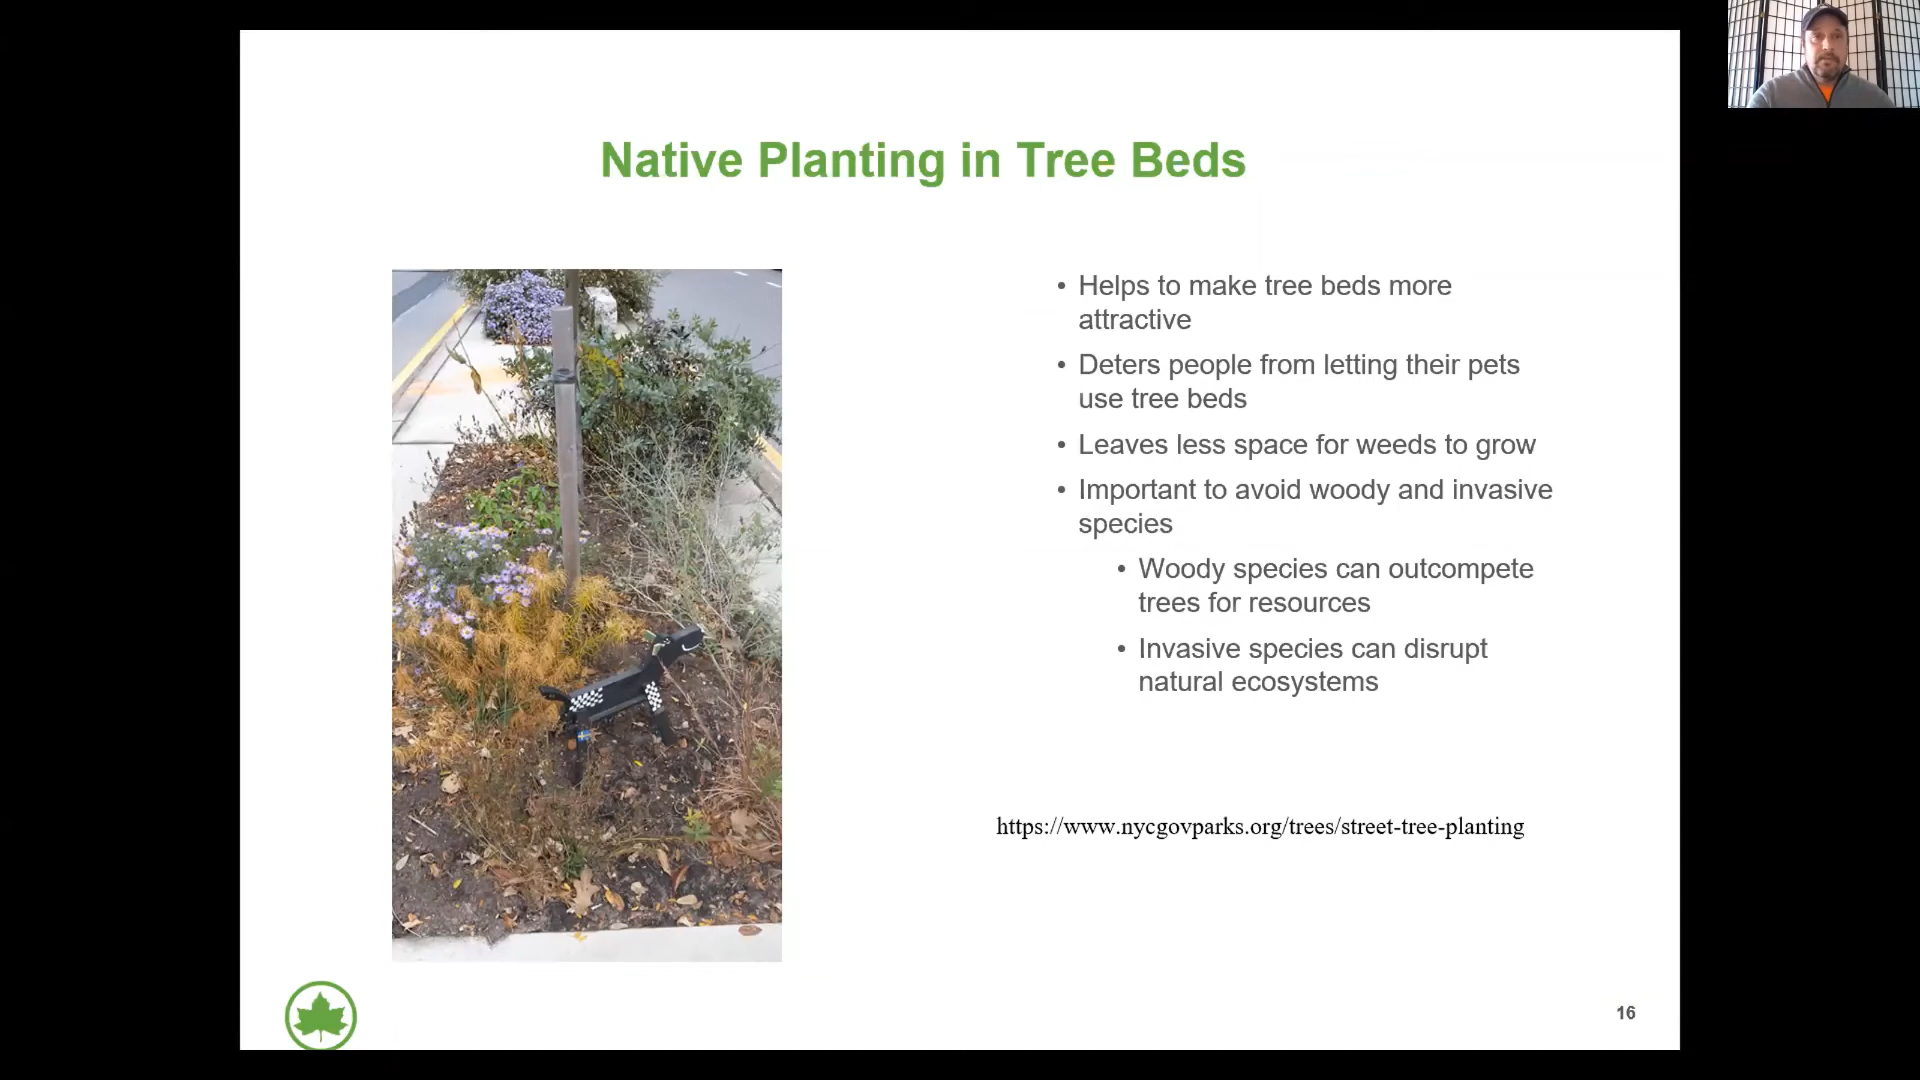 Native Planting in Tree Beds
• Helps to make tree beds more
attractive
• Deters people from letting their pets
use tree beds
• Leaves less space for weeds to grow
• Important to avoid woody and invasive
species
• Woody species can outcompete
trees for resources
• Invasive species can disrupt
natural ecosystems
https://www.nycgovparks.org/trees/street-tree-planting
16